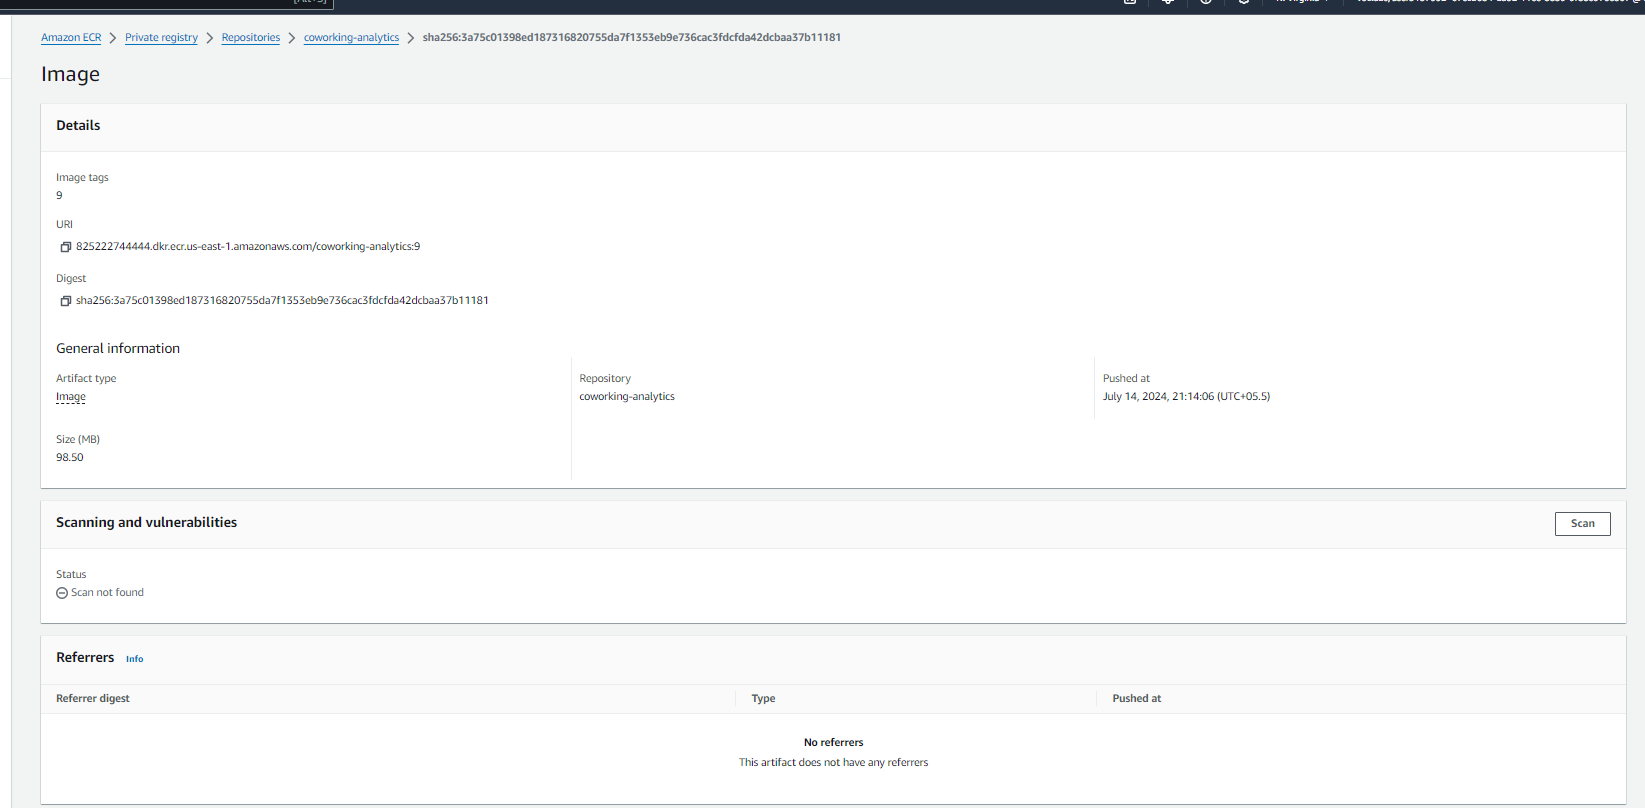 Amazon ECR > Private registry > Repositories > coworking-analytics > sha256:3a75c01398ed187316820755da7f1353eb9e736cac3fdcfda42dcbaa37b11181
Image
Details
Image tags
9
URI
825222744444.dkr.ecr.us-east-1.amazonaws.com/coworking-analytics:9
Digest
sha256:3a75c01398ed187316820755da7f1353eb9e736cac3fdcfda42dcbaa37b11181
General information
Artifact type
Image
Repository
coworking-analytics
Pushed at
July 14, 2024, 21:14:06 (UTC+05.5)
Size (MB)
98.50
Scanning and vulnerabilities
Scan
Status
Scan not found
Referrers Info
Referrer digest
Type
Pushed at
No referrers
This artifact does not have any referrers